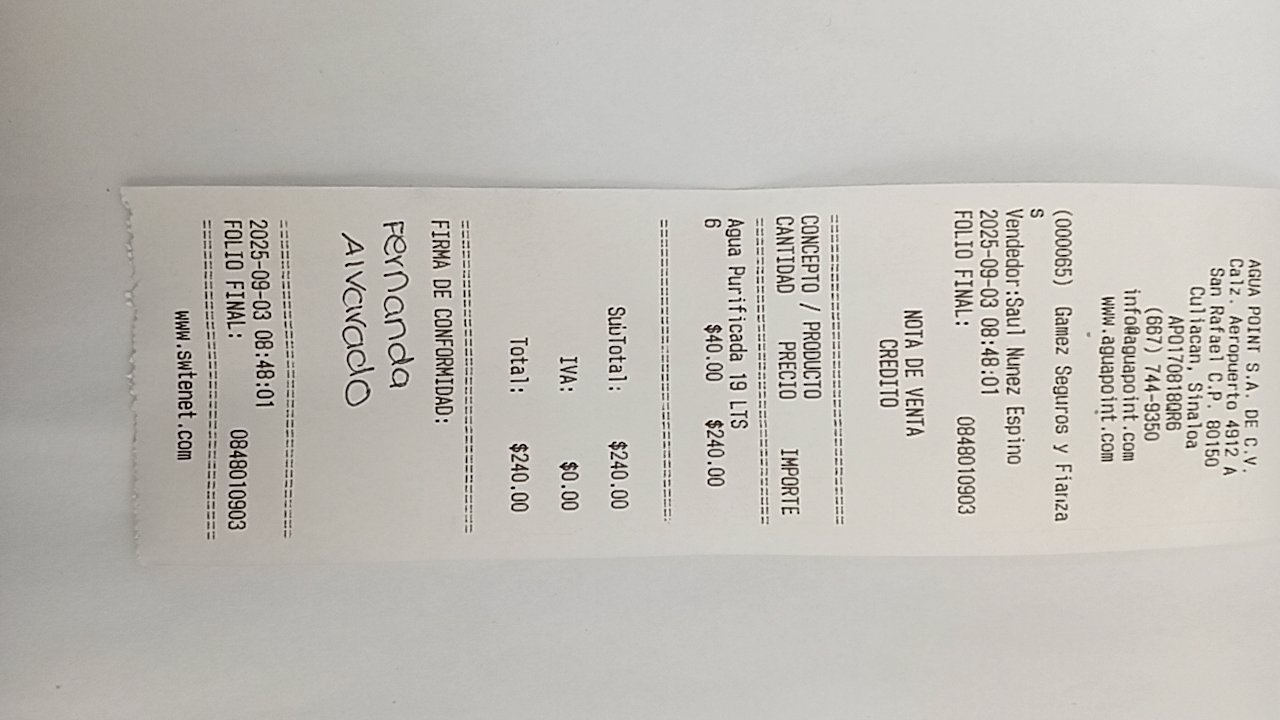 AGUA POINT S.A. DE C.V.
Calz. Aeropuerto 4912 A
San Rafael C.P. 80150
Culiacan, Sinaloa
APO170818QR6
(667) 744-9350
info@aguapoint.com
www.aguapoint.com
(000065) Gamez Seguros y Fianza
s
Vendedor:Saul Nunez Espino
2025-09-03 08:48:01
FOLIO FINAL: 0848010903
NOTA DE VENTA
CREDITO
================================
CONCEPTO / PRODUCTO
CANTIDAD PRECIO IMPORTE
================================
Agua Purificada 19 LTS
6 $40.00 $240.00
================================
SubTotal: $240.00
IVA: $0.00
Total: $240.00
================================
FIRMA DE CONFORMIDAD:
Fernanda
Alvarado
================================
2025-09-03 08:48:01
FOLIO FINAL: 0848010903
================================
www.swtenet.com